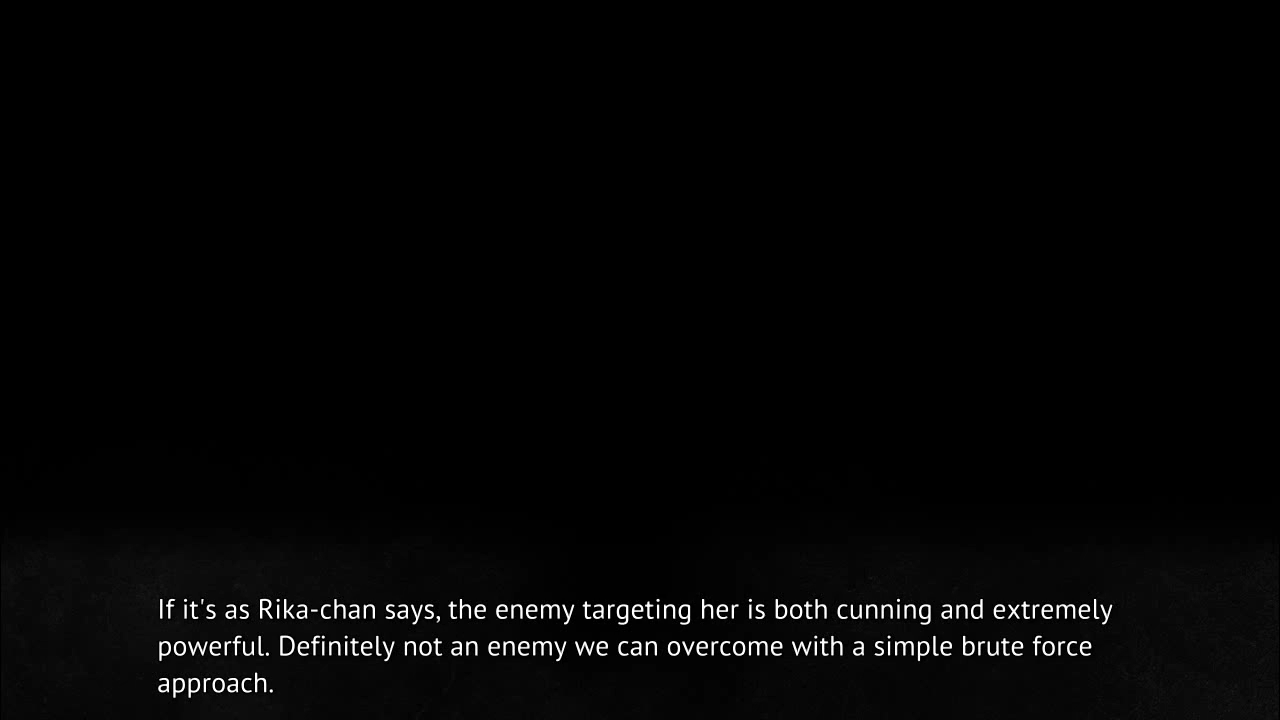 If it's as Rika-chan says, the enemy targeting her is both cunning and extremely
powerful. Definitely not an enemy we can overcome with a simple brute force
approach.